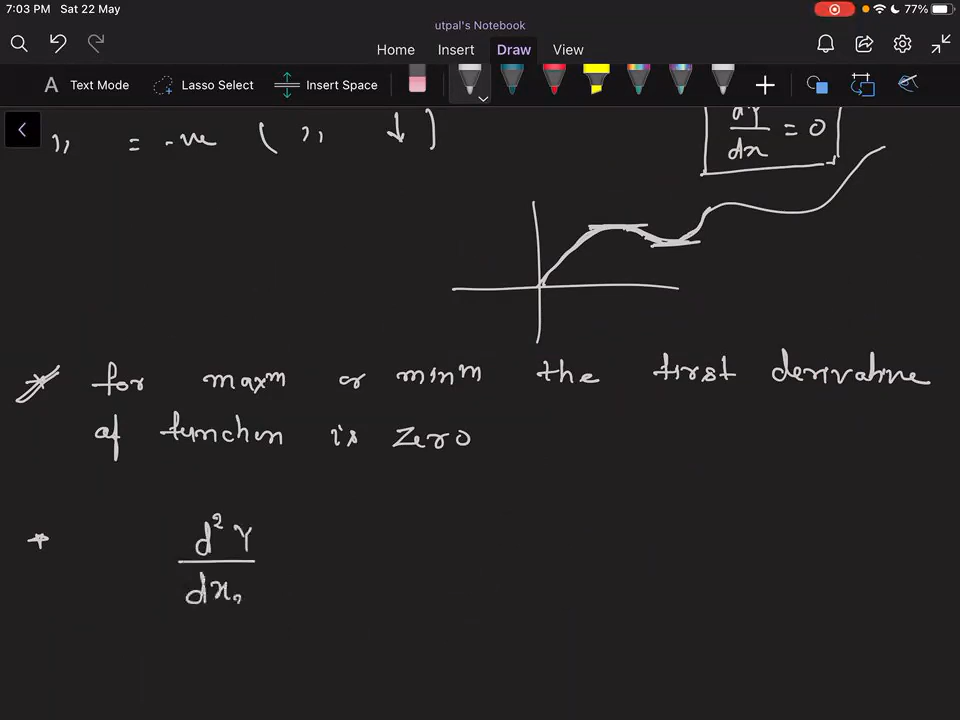 7:03 PM Sat 22 May
77%
utpal's Notebook
Home Insert Draw View
A Text Mode Lasso Select Insert Space
,, = -ve ( ,, ↓ )
dy/dx = 0
* for maxᵐ or minᵐ the first derivative
of function is zero
* d²y
dx₂